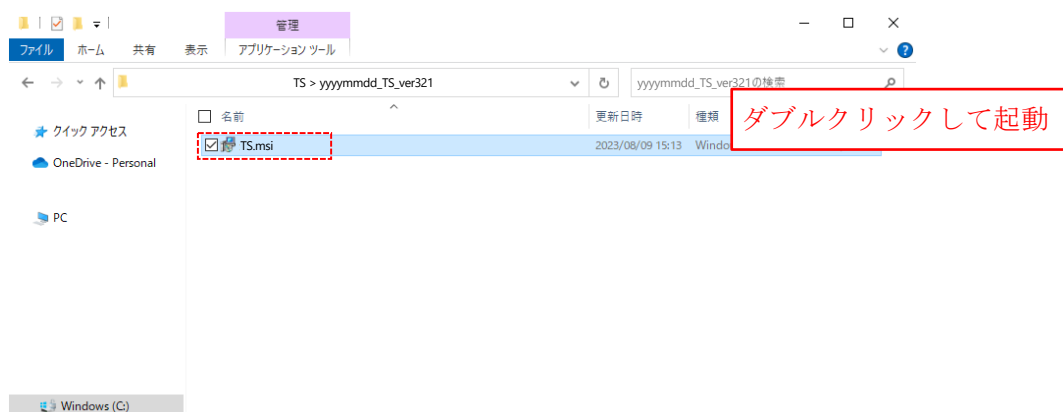 管理
ファイル ホーム 共有 表示 アプリケーション ツール
TS > yyyymmdd_TS_ver321 yyyymmdd_TS_ver321の検索
ダブルクリックして起動
名前 更新日時 種類
クイック アクセス
TS.msi 2023/08/09 15:13
OneDrive - Personal
PC
Windows (C:)